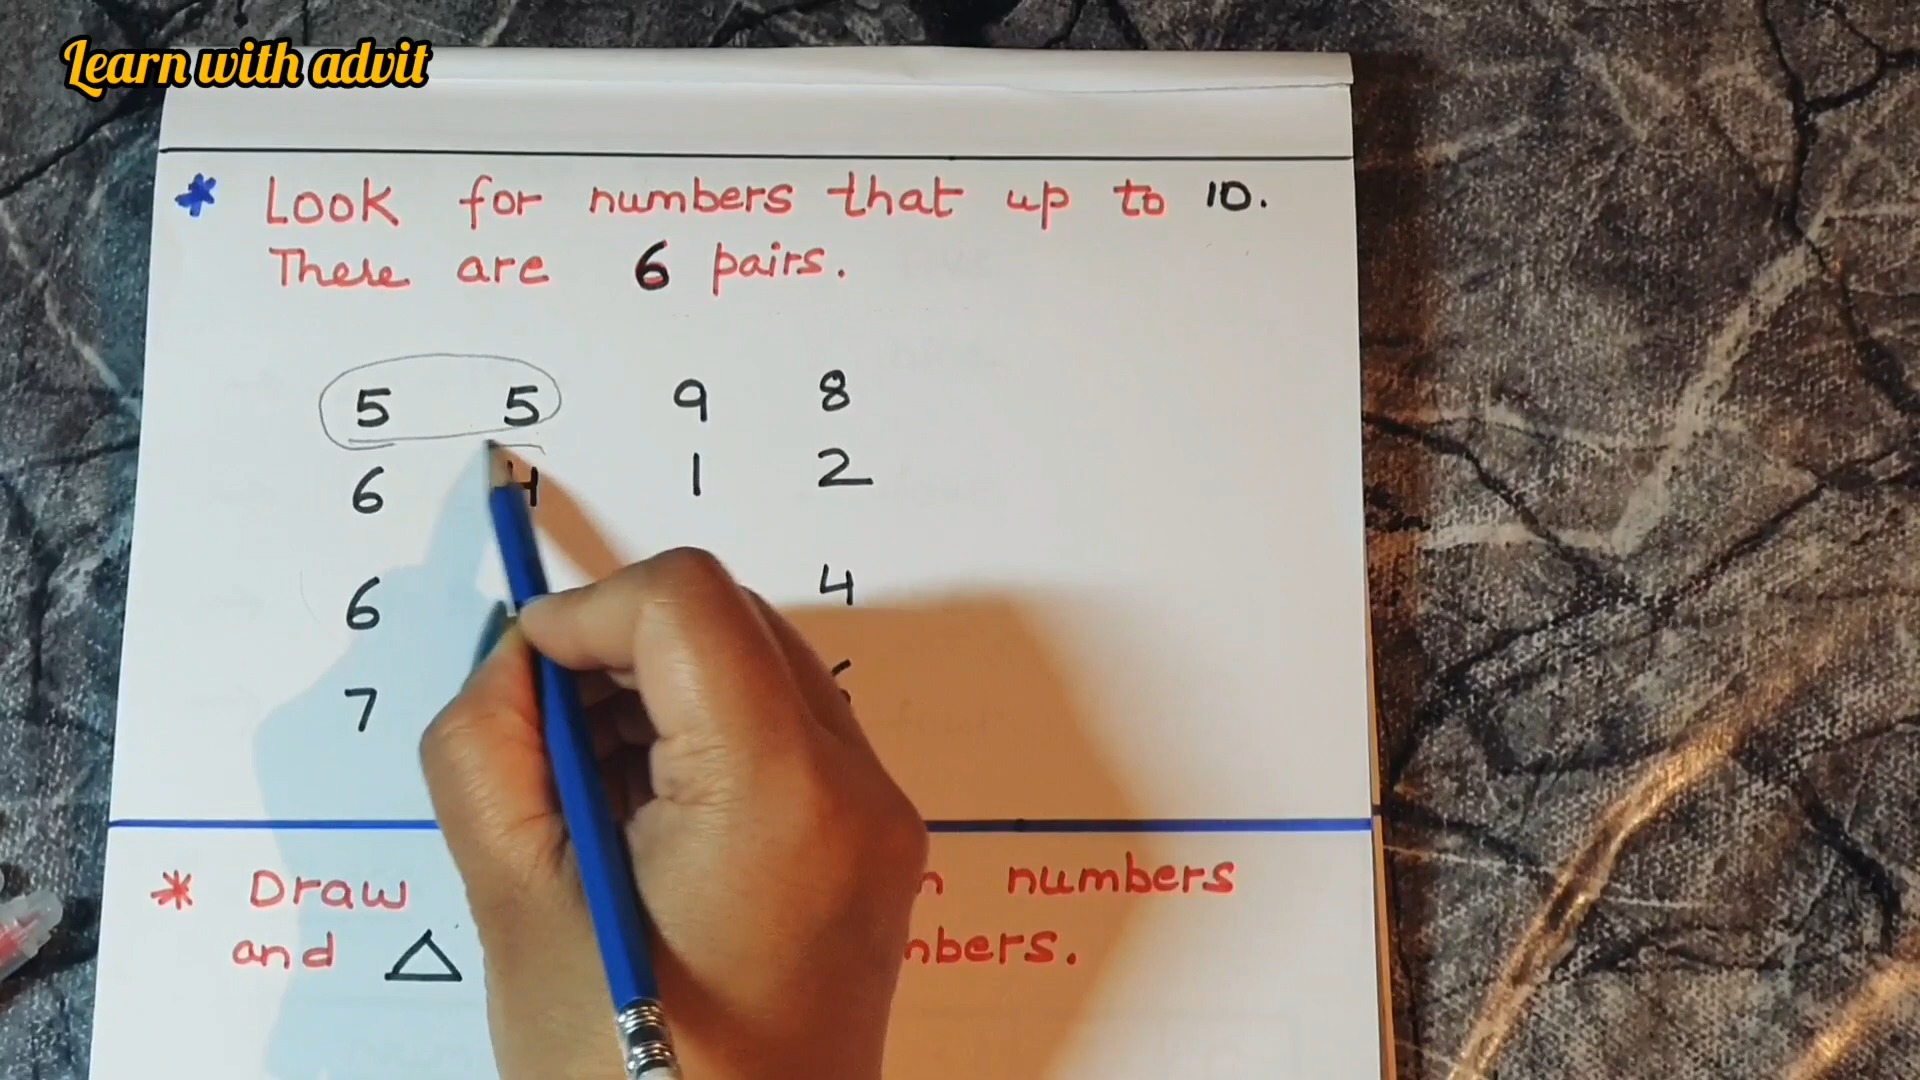 Learn with advit
* Look for numbers that up to 10.
There are 6 pairs.
5 5 9 8
6 4 1 2
6 4
7
* Draw numbers
and △